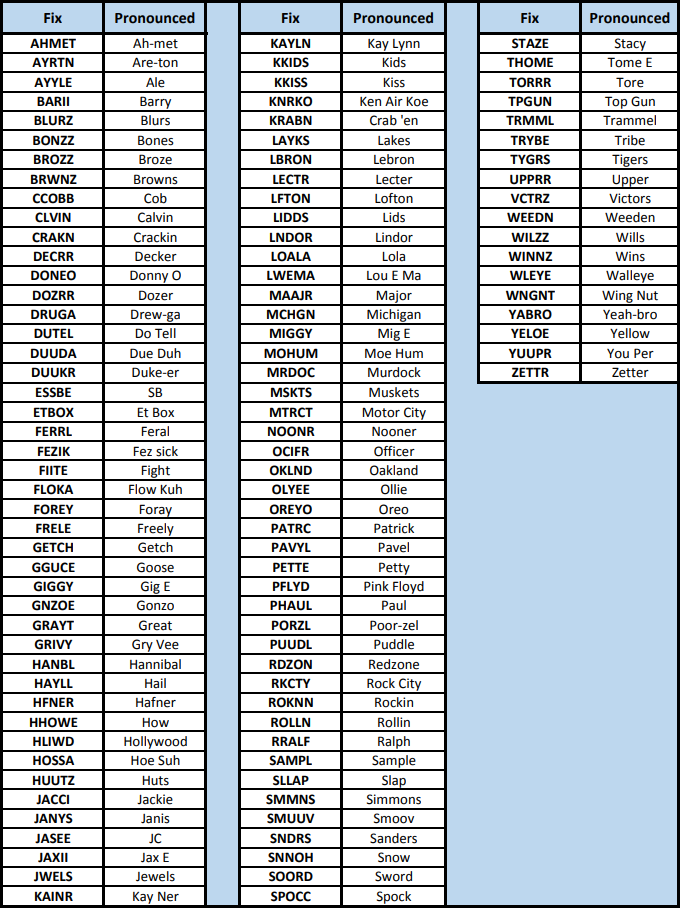 Fix Pronounced
AHMET Ah-met
AYRTN Are-ton
AYYLE Ale
BARII Barry
BLURZ Blurs
BONZZ Bones
BROZZ Broze
BRWNZ Browns
CCOBB Cob
CLVIN Calvin
CRAKN Crackin
DECRR Decker
DONEO Donny O
DOZRR Dozer
DRUGA Drew-ga
DUTEL Do Tell
DUUDA Due Duh
DUUKR Duke-er
ESSBE SB
ETBOX Et Box
FERRL Feral
FEZIK Fez sick
FIITE Fight
FLOKA Flow Kuh
FOREY Foray
FRELE Freely
GETCH Getch
GGUCE Goose
GIGGY Gig E
GNZOE Gonzo
GRAYT Great
GRIVY Gry Vee
HANBL Hannibal
HAYLL Hail
HFNER Hafner
HHOWE How
HLIWD Hollywood
HOSSA Hoe Suh
HUUTZ Huts
JACCI Jackie
JANYS Janis
JASEE JC
JAXII Jax E
JWELS Jewels
KAINR Kay Ner
Fix Pronounced
KAYLN Kay Lynn
KKIDS Kids
KKISS Kiss
KNRKO Ken Air Koe
KRABN Crab 'en
LAYKS Lakes
LBRON Lebron
LECTR Lecter
LFTON Lofton
LIDDS Lids
LNDOR Lindor
LOALA Lola
LWEMA Lou E Ma
MAAJR Major
MCHGN Michigan
MIGGY Mig E
MOHUM Moe Hum
MRDOC Murdock
MSKTS Muskets
MTRCT Motor City
NOONR Nooner
OCIFR Officer
OKLND Oakland
OLYEE Ollie
OREYO Oreo
PATRC Patrick
PAVYL Pavel
PETTE Petty
PFLYD Pink Floyd
PHAUL Paul
PORZL Poor-zel
PUUDL Puddle
RDZON Redzone
RKCTY Rock City
ROKNN Rockin
ROLLN Rollin
RRALF Ralph
SAMPL Sample
SLLAP Slap
SMMNS Simmons
SMUUV Smoov
SNDRS Sanders
SNNOH Snow
SOORD Sword
SPOCC Spock
Fix Pronounced
STAZE Stacy
THOME Tome E
TORRR Tore
TPGUN Top Gun
TRMML Trammel
TRYBE Tribe
TYGRS Tigers
UPPRR Upper
VCTRZ Victors
WEEDN Weeden
WILZZ Wills
WINNZ Wins
WLEYE Walleye
WNGNT Wing Nut
YABRO Yeah-bro
YELOE Yellow
YUUPR You Per
ZETTR Zetter